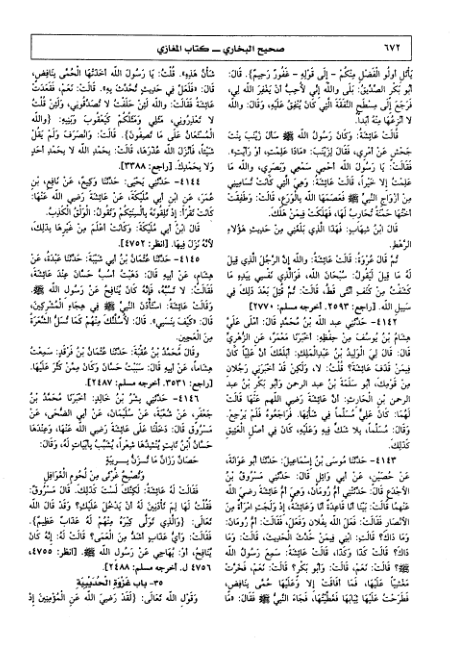 ٦٧٢
صحيح البخاري ـــ كتاب المغازي
يَأْتَلِ أُولُو الْفَضْلِ مِنْكُمْ - إِلَى قَوْلِهِ - غَفُورٌ رَحِيمٌ}. قَالَ:
أَبُو بَكْرٍ الصِّدِّيقُ: بَلَى وَاللَّهِ إِنِّي لَأُحِبُّ أَنْ يَغْفِرَ اللَّهُ لِي،
فَرَجَعَ إِلَى مِسْطَحٍ النَّفَقَةَ الَّتِي كَانَ يُنْفِقُ عَلَيْهِ، وَقَالَ: وَاللَّهِ
لَا أَنْزِعُهَا مِنْهُ أَبَداً.
قَالَتْ عَائِشَةُ: وَكَانَ رَسُولُ اللَّهِ ﷺ سَأَلَ زَيْنَبَ بِنْتَ
جَحْشٍ عَنْ أَمْرِي، فَقَالَ لِزَيْنَبَ: «مَاذَا عَلِمْتِ، أَوْ رَأَيْتِ».
فَقَالَتْ: يَا رَسُولَ اللَّهِ أَحْمِي سَمْعِي وَبَصَرِي، وَاللَّهِ مَا
عَلِمْتُ إِلَّا خَيْراً، قَالَتْ عَائِشَةُ: وَهِيَ الَّتِي كَانَتْ تُسَامِينِي
مِنْ أَزْوَاجِ النَّبِيِّ ﷺ فَعَصَمَهَا اللَّهُ بِالْوَرَعِ، قَالَتْ: وَطَفِقَتْ
أُخْتُهَا حَمْنَةُ تُحَارِبُ لَهَا، فَهَلَكَتْ فِيمَنْ هَلَكَ.
قَالَ ابْنُ شِهَابٍ: فَهَذَا الَّذِي بَلَغَنِي مِنْ حَدِيثِ هَؤُلَاءِ
الرَّهْطِ.
ثُمَّ قَالَ عُرْوَةُ: قَالَتْ عَائِشَةُ: وَاللَّهِ إِنَّ الرَّجُلَ الَّذِي قِيلَ
لَهُ مَا قِيلَ لَيَقُولُ: سُبْحَانَ اللَّهِ، فَوَالَّذِي نَفْسِي بِيَدِهِ مَا
كَشَفْتُ مِنْ كَنَفِ أُنْثَى قَطُّ، قَالَتْ: ثُمَّ قُتِلَ بَعْدَ ذَلِكَ فِي
سَبِيلِ اللَّهِ. [راجع: ٢٥٩٣. أخرجه مسلم: ٢٧٧٠]
٤١٤٢- حَدَّثَنِي عبد اللَّه بْنُ مُحَمَّدٍ قَالَ: أَمْلَى عَلَيَّ
هِشَامُ بْنُ يُوسُفَ مِنْ حِفْظِهِ: أَخْبَرَنَا مَعْمَرٌ، عَنِ الزُّهْرِيِّ
قَالَ: قَالَ لِيَ الْوَلِيدُ بْنُ عَبْدِالْمَلِكِ: أَبَلَغَكَ أَنَّ عَلِيّاً كَانَ
فِيمَنْ قَذَفَ عَائِشَةَ؟ قُلْتُ: لَا، وَلَكِنْ قَدْ أَخْبَرَنِي رَجُلَانِ
مِنْ قَوْمِكَ، أَبُو سَلَمَةَ بْنُ عبد الرحمن وَأَبُو بَكْرِ بْنُ عبد
الرحمن بْنِ الْحَارِثِ: أَنَّ عَائِشَةَ رَضِيَ اللَّهم عَنْهَا قَالَتْ
لَهُمَا: كَانَ عَلِيٌّ مُسَلِّماً فِي شَأْنِهَا. فَرَاجَعُوهُ فَلَمْ يَرْجِعْ.
وَقَالَ: مُسَلِّماً، بِلَا شَكٍّ فِيهِ وَعَلَيْهِ، كَانَ فِي أَصْلِ الْعَتِيقِ
كَذَلِكَ.
٤١٤٣- حَدَّثَنَا مُوسَى بْنُ إِسْمَاعِيلَ: حَدَّثَنَا أَبُو عَوَانَةَ،
عَنْ حُصَيْنٍ، عَنْ أَبِي وَائِلٍ قَالَ: حَدَّثَنِي مَسْرُوقُ بْنُ
الْأَجْدَعِ قَالَ: حَدَّثَتْنِي أُمُّ رُومَانَ، وَهِيَ أُمُّ عَائِشَةَ رَضِيَ اللَّه
عَنْهُمَا قَالَتْ: بَيْنَا أَنَا قَاعِدَةٌ أَنَا وَعَائِشَةُ، إِذْ وَلَجَتِ امْرَأَةٌ مِنَ
الْأَنْصَارِ فَقَالَتْ: فَعَلَ اللَّهُ بِفُلَانٍ وَفَعَلَ، فَقَالَتْ: أُمُّ رُومَانَ:
وَمَا ذَاكَ؟ قَالَتِ: ابْنِي فِيمَنْ حَدَّثَ الْحَدِيثَ، قَالَتْ: وَمَا
ذَاكَ؟ قَالَتْ: كَذَا وَكَذَا، قَالَتْ عَائِشَةُ: سَمِعَ رَسُولُ اللَّهِ
ﷺ؟ قَالَتْ: نَعَمْ، قَالَتْ: وَأَبُو بَكْرٍ؟ قَالَتْ: نَعَمْ، فَخَرَّتْ
مَغْشِيّاً عَلَيْهَا، فَمَا أَفَاقَتْ إِلَّا وَعَلَيْهَا حُمَّى بِنَافِضٍ،
فَطَرَحْتُ عَلَيْهَا ثِيَابَهَا فَغَطَّيْتُهَا، فَجَاءَ النَّبِيُّ ﷺ فَقَالَ: «مَا
شَأْنُ هَذِهِ». قُلْتُ: يَا رَسُولَ اللَّهِ أَخَذَتْهَا الْحُمَّى بِنَافِضٍ،
قَالَ: «فَلَعَلَّ فِي حَدِيثٍ تُحُدِّثَ بِهِ». قَالَتْ: نَعَمْ، فَقَعَدَتْ
عَائِشَةُ فَقَالَتْ: وَاللَّهِ لَئِنْ حَلَفْتُ لَا تُصَدِّقُونِي، وَلَئِنْ قُلْتُ
لَا تَعْذِرُونِي، مَثَلِي وَمَثَلُكُمْ كَيَعْقُوبَ وَبَنِيهِ: {وَاللَّهُ
الْمُسْتَعَانُ عَلَى مَا تَصِفُونَ}. قَالَتْ: وَانْصَرَفَ وَلَمْ يَقُلْ
شَيْئاً، فَأَنْزَلَ اللَّهُ عُذْرَهَا، قَالَتْ: بِحَمْدِ اللَّهِ لَا بِحَمْدِ أَحَدٍ
وَلَا بِحَمْدِكَ. [راجع: ٣٣٨٨]
٤١٤٤- حَدَّثَنِي يَحْيَى: حَدَّثَنَا وَكِيعٌ، عَنْ نَافِعِ بْنِ
عُمَرَ، عَنِ ابْنِ أَبِي مُلَيْكَةَ، عَنْ عَائِشَةَ رَضِيَ اللَّه عَنْهَا:
كَانَتْ تَقْرَأُ: إِذْ تَلِقُونَهُ بِأَلْسِنَتِكُمْ وَتَقُولُ: الْوَلْقُ الْكَذِبُ.
قَالَ ابْنُ أَبِي مُلَيْكَةَ: وَكَانَتْ أَعْلَمَ مِنْ غَيْرِهَا بِذَلِكَ،
لِأَنَّهُ نَزَلَ فِيهَا. [انظر: ٤٧٥٢]
٤١٤٥- حَدَّثَنَا عُثْمَانُ بْنُ أَبِي شَيْبَةَ: حَدَّثَنَا عَبْدَةُ، عَنْ
هِشَامٍ، عَنْ أَبِيهِ قَالَ: ذَهَبْتُ أَسُبُّ حَسَّانَ عِنْدَ عَائِشَةَ،
فَقَالَتْ: لَا تَسُبَّهُ، فَإِنَّهُ كَانَ يُنَافِحُ عَنْ رَسُولِ اللَّهِ ﷺ.
وَقَالَتْ عَائِشَةُ: اسْتَأْذَنَ النَّبِيَّ ﷺ فِي هِجَاءِ الْمُشْرِكِينَ،
قَالَ: «كَيْفَ بِنَسَبِي». قَالَ: لَأَسُلَّنَّكَ مِنْهُمْ كَمَا تُسَلُّ الشَّعَرَةُ
مِنَ الْعَجِينِ.
وَقَالَ مُحَمَّدُ بْنُ عُقْبَةَ: حَدَّثَنَا عُثْمَانُ بْنُ فَرْقَدٍ: سَمِعْتُ
هِشَاماً، عَنْ أَبِيهِ قَالَ: سَبَبْتُ حَسَّانَ وَكَانَ مِمَّنْ كَثَّرَ عَلَيْهَا.
[راجع: ٣٥٣١. أخرجه مسلم: ٢٤٨٧]
٤١٤٦- حَدَّثَنِي بِشْرُ بْنُ خَالِدٍ: أَخْبَرَنَا مُحَمَّدُ بْنُ
جَعْفَرٍ، عَنْ شُعْبَةَ، عَنْ سُلَيْمَانَ، عَنْ أَبِي الضُّحَى، عَنْ
مَسْرُوقٍ قَالَ: دَخَلْنَا عَلَى عَائِشَةَ رَضِيَ اللَّه عَنْهَا، وَعِنْدَهَا
حَسَّانُ ابْنُ ثَابِتٍ يُنْشِدُهَا شِعْراً، يُشَبِّبُ بِأَبْيَاتٍ لَهُ، وَقَالَ:
حَصَانٌ رَزَانٌ مَا تُزَنُّ بِرِيبَةٍ
وَتُصْبِحُ غَرْثَى مِنْ لُحُومِ الْغَوَافِلِ
فَقَالَتْ لَهُ عَائِشَةُ: لَكِنَّكَ لَسْتَ كَذَلِكَ. قَالَ مَسْرُوقٌ:
فَقُلْتُ لَهَا لِمَ تَأْذَنِينَ لَهُ أَنْ يَدْخُلَ عَلَيْكِ؟ وَقَدْ قَالَ اللَّه
تَعَالَى: {وَالَّذِي تَوَلَّى كِبْرَهُ مِنْهُمْ لَهُ عَذَابٌ عَظِيمٌ}.
فَقَالَتْ: وَأَيُّ عَذَابٍ أَشَدُّ مِنَ الْعَمَى؟ قَالَتْ لَهُ: إِنَّهُ كَانَ
يُنَافِحُ، أَوْ: يُهَاجِي عَنْ رَسُولِ اللَّهِ ﷺ. [انظر: ٤٧٥٥،
٤٧٥٦ ل. أخرجه مسلم: ٢٤٨٨]
٣٥- باب غَزْوَةِ الْحُدَيْبِيَةِ
وَقَوْلِ اللَّهِ تَعَالَى: {لَقَدْ رَضِيَ اللَّهُ عَنِ الْمُؤْمِنِينَ إِذْ